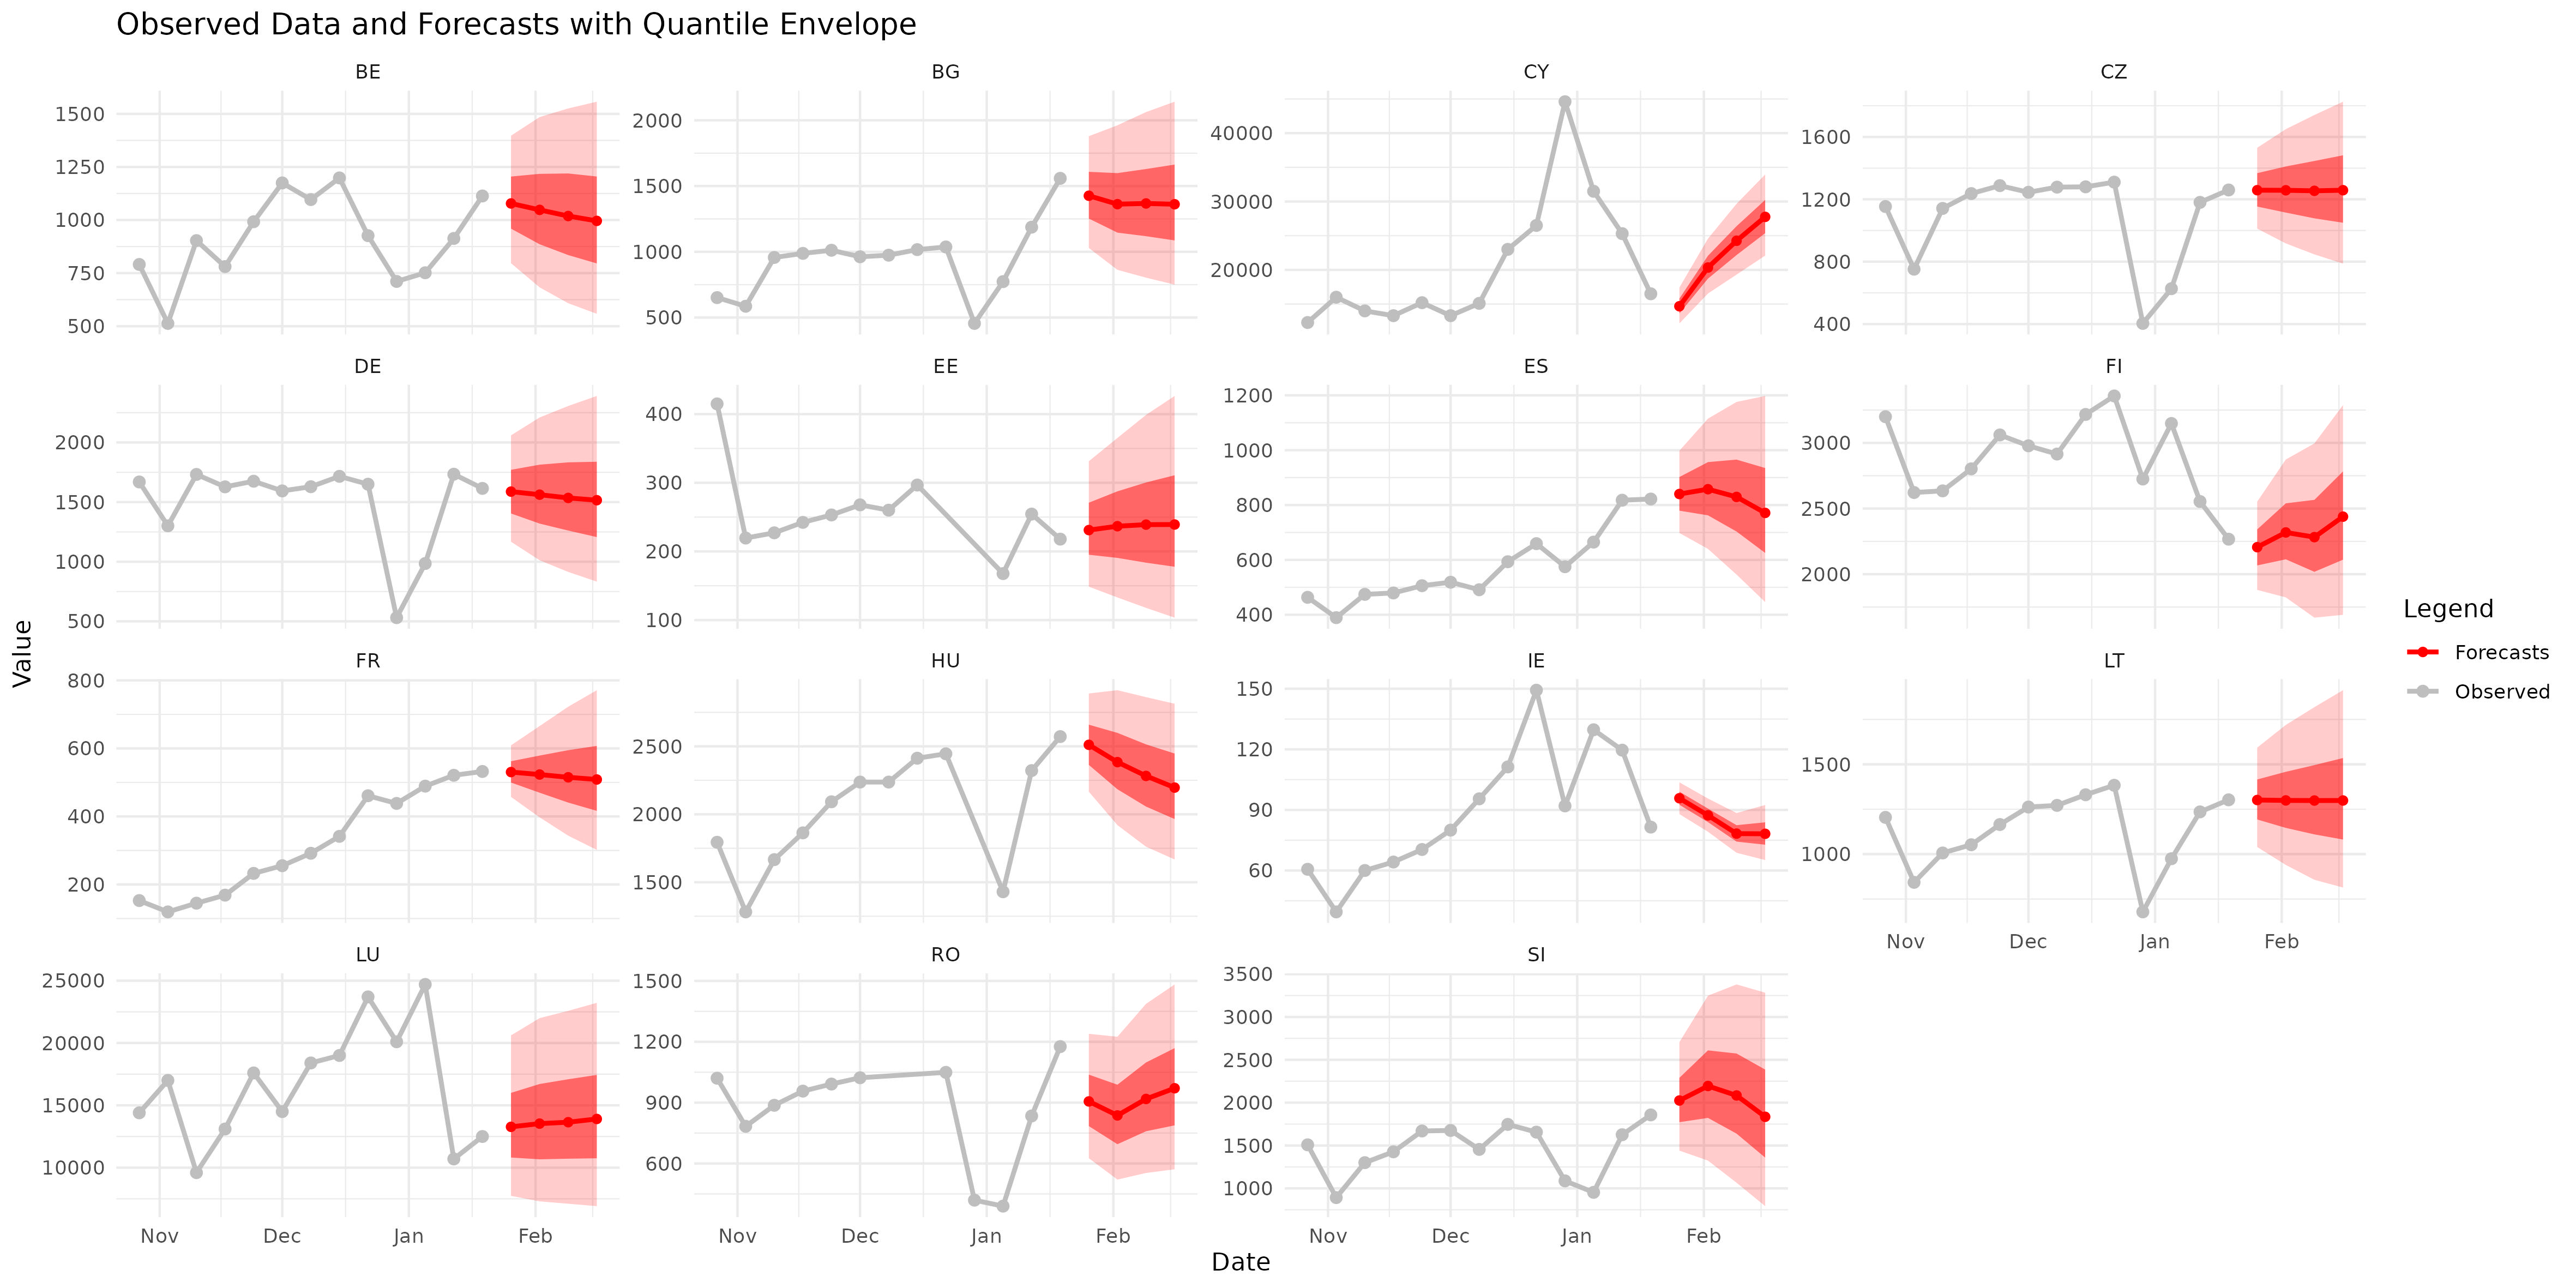 Observed Data and Forecasts with Quantile Envelope
BE
BG
CY
CZ
1500
1250
1000
750
500
2000
1500
1000
500
40000
30000
20000
1600
1200
800
400
DE
EE
ES
FI
2000
1500
1000
500
400
300
200
100
1200
1000
800
600
400
3000
2500
2000
FR
HU
IE
LT
800
600
400
200
2500
2000
1500
150
120
90
60
1500
1000
Nov Dec Jan Feb
LU
RO
SI
25000
20000
15000
10000
1500
1200
900
600
3500
3000
2500
2000
1500
1000
Nov Dec Jan Feb
Nov Dec Jan Feb
Nov Dec Jan Feb
Date
Value
Legend
Forecasts
Observed